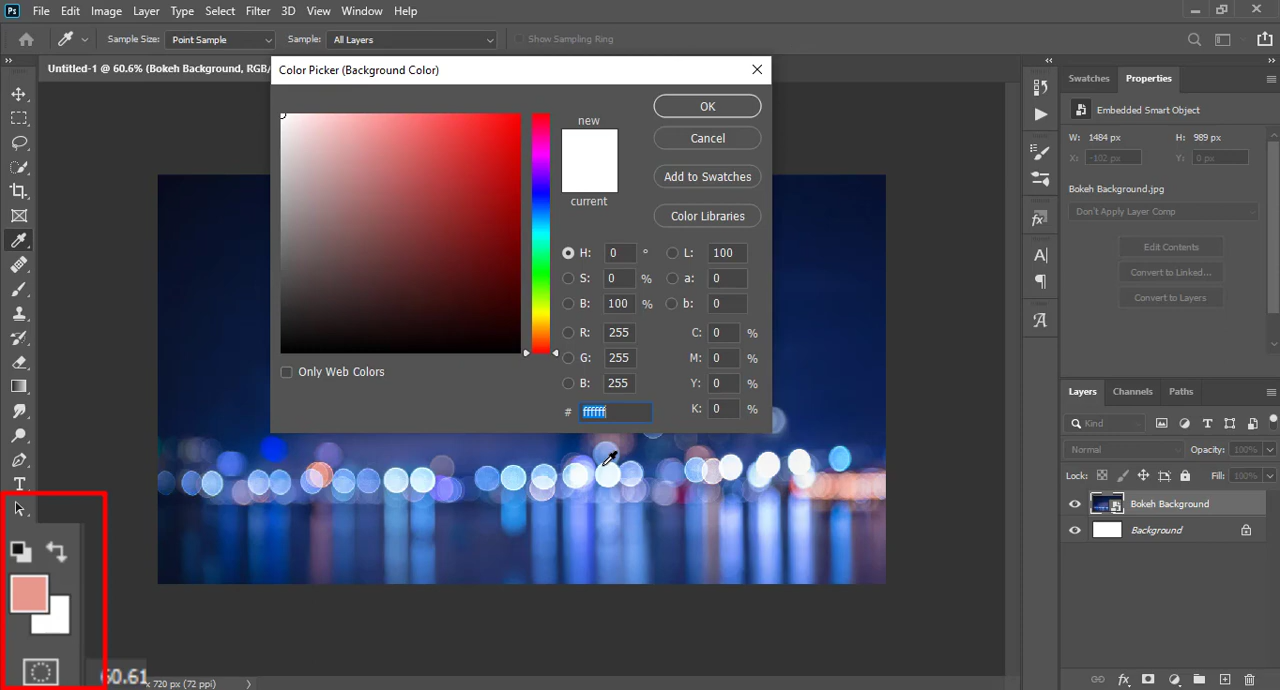 Ps File Edit Image Layer Type Select Filter 3D View Window Help
Sample Size: Point Sample Sample: All Layers Show Sampling Ring
Untitled-1 @ 60.6% (Bokeh Background, RGB/
Color Picker (Background Color)
new
current
OK
Cancel
Add to Swatches
Color Libraries
H: 0 ° L: 100
S: 0 % a: 0
B: 100 % b: 0
R: 255 C: 0 %
G: 255 M: 0 %
B: 255 Y: 0 %
# ffffff K: 0 %
Only Web Colors
Swatches Properties
Embedded Smart Object
W: 1484 px H: 989 px
X: -102 px Y: 0 px
Bokeh Background.jpg
Don't Apply Layer Comp
Edit Contents
Convert to Linked...
Convert to Layers
Layers Channels Paths
Kind
Normal Opacity: 100%
Lock: Fill: 100%
Bokeh Background
Background
60.61
x 720 px (72 ppi)